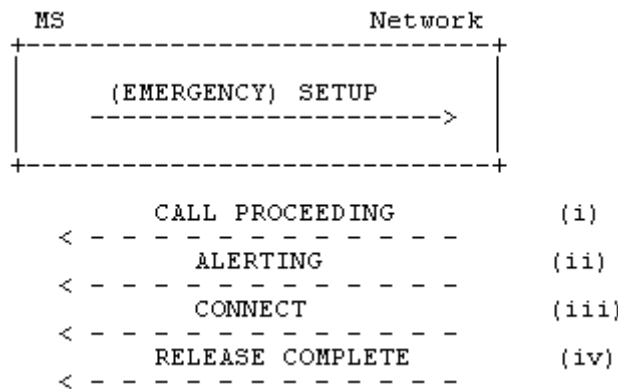 MS Network
(EMERGENCY) SETUP
CALL PROCEEDING (i)
ALERTING (ii)
CONNECT (iii)
RELEASE COMPLETE (iv)